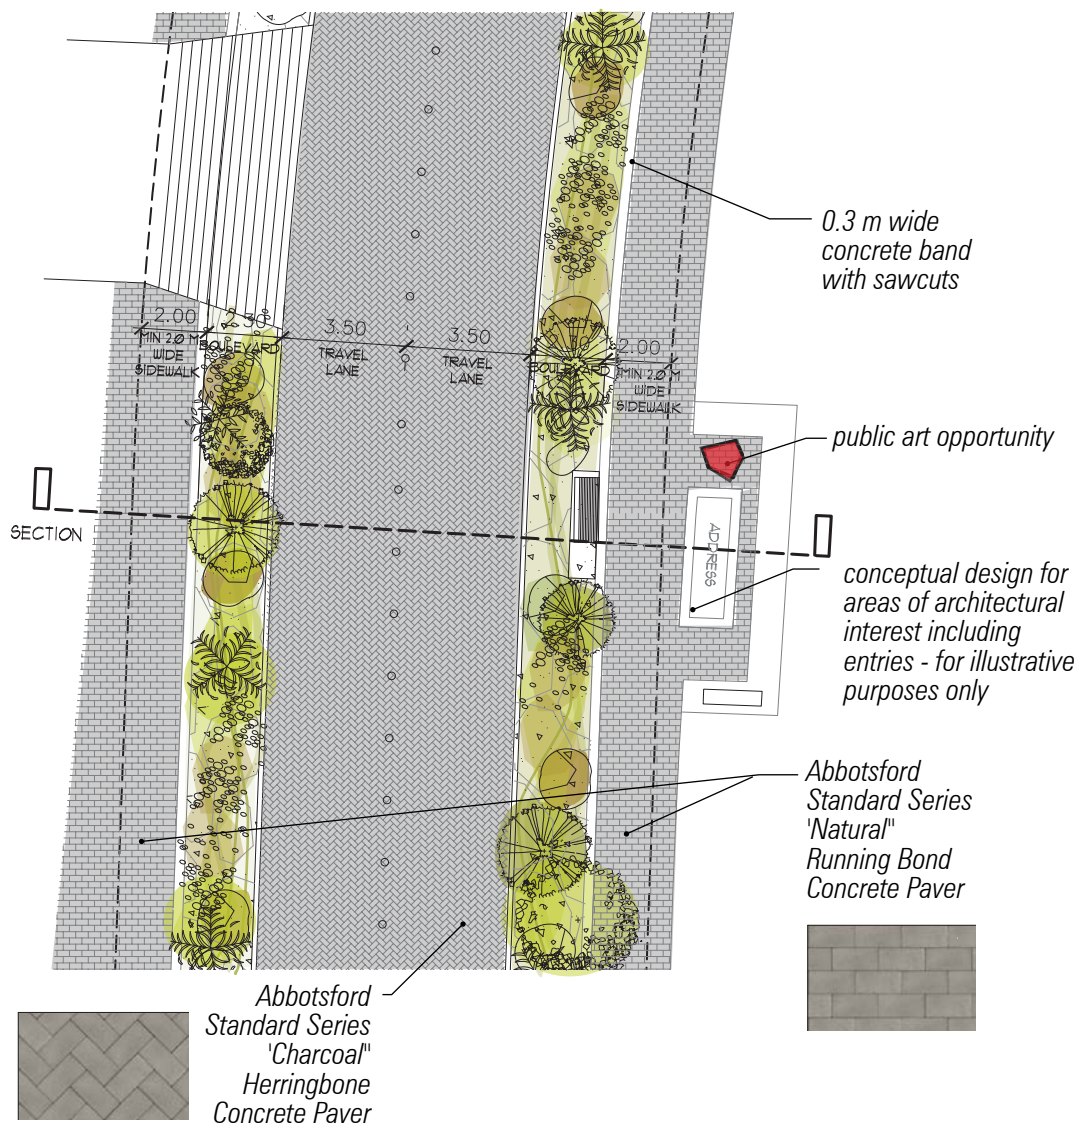 0.3 m wide
concrete band
with sawcuts
2.00
MIN 2.0 M
WIDE
SIDEWALK
BOULEVARD
3.50
TRAVEL
LANE
3.50
TRAVEL
LANE
BOULEVARD
2.00
MIN 2.0 M
WIDE
SIDEWALK
public art opportunity
SECTION
ADDRESS
conceptual design for
areas of architectural
interest including
entries - for illustrative
purposes only
Abbotsford
Standard Series
'Natural"
Running Bond
Concrete Paver
Abbotsford
Standard Series
'Charcoal"
Herringbone
Concrete Paver